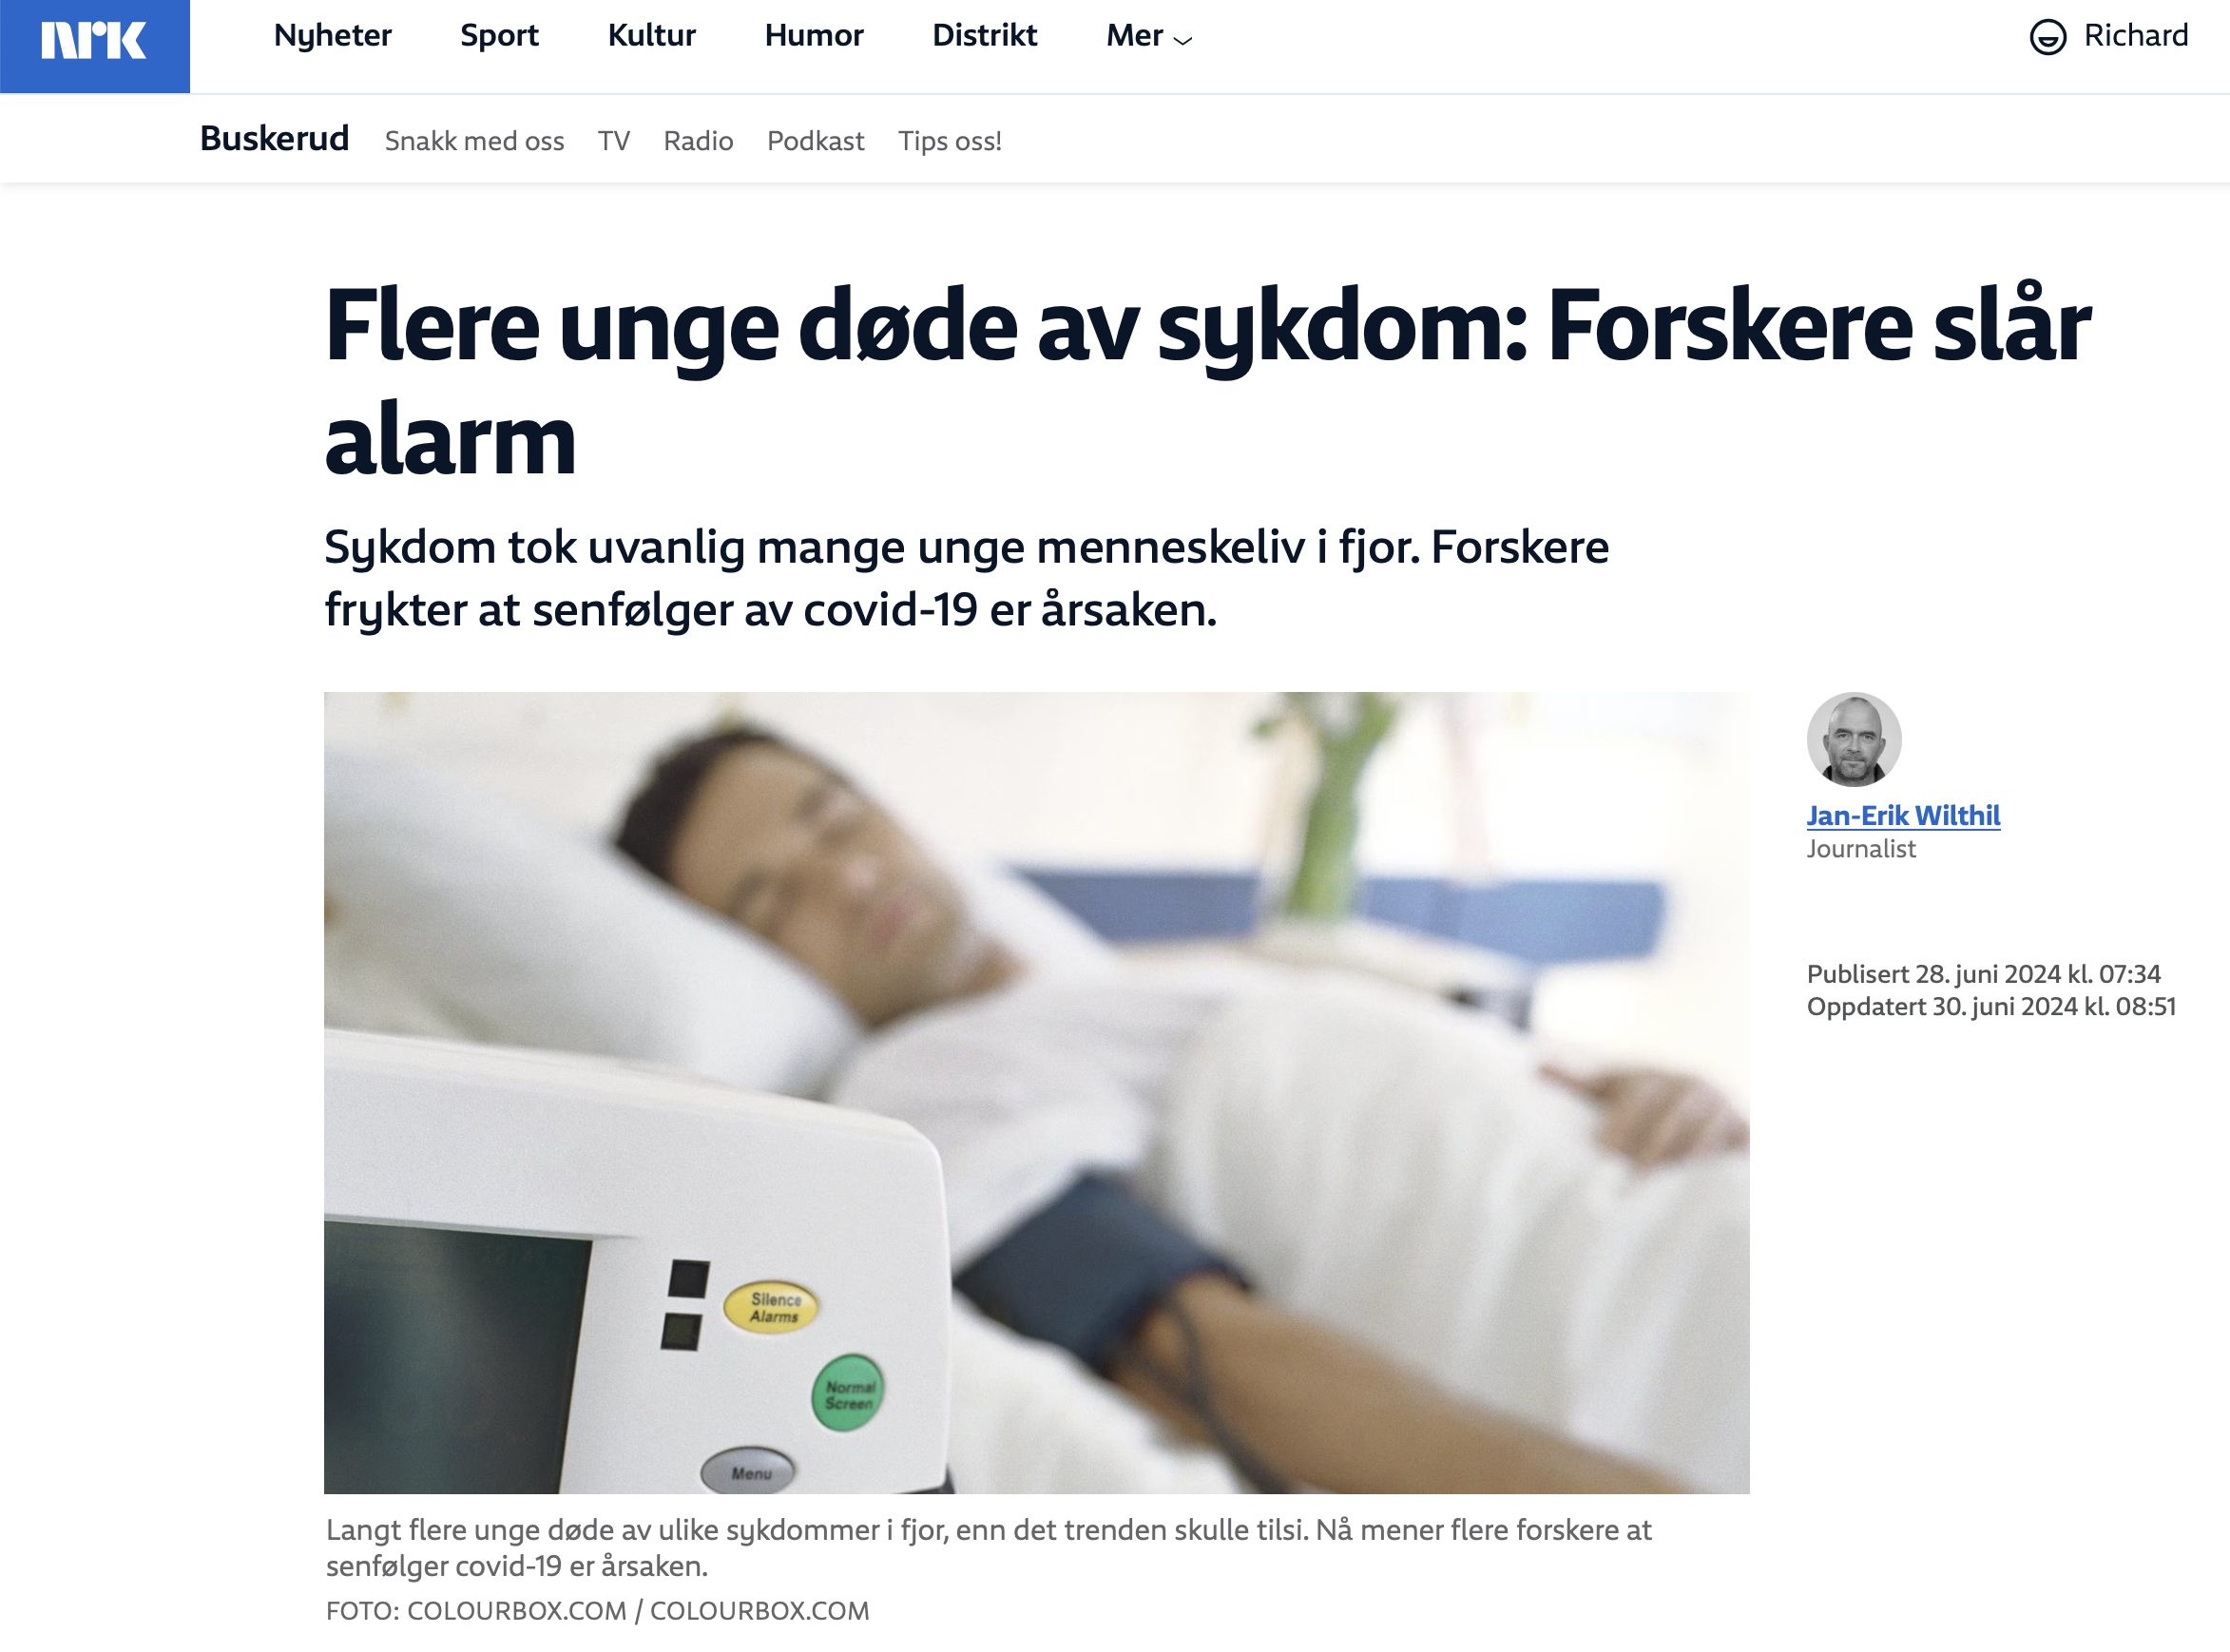 NRK
Nyheter Sport Kultur Humor Distrikt Mer
Richard
Buskerud Snakk med oss TV Radio Podkast Tips oss!
Flere unge døde av sykdom: Forskere slår
alarm
Sykdom tok uvanlig mange unge menneskeliv i fjor. Forskere
frykter at senfølger av covid-19 er årsaken.
Silence
Alarms
Normal
Screen
Menu
Jan-Erik Wilthil
Journalist
Publisert 28. juni 2024 kl. 07:34
Oppdatert 30. juni 2024 kl. 08:51
Langt flere unge døde av ulike sykdommer i fjor, enn det trenden skulle tilsi. Nå mener flere forskere at
senfølger covid-19 er årsaken.
FOTO: COLOURBOX.COM / COLOURBOX.COM